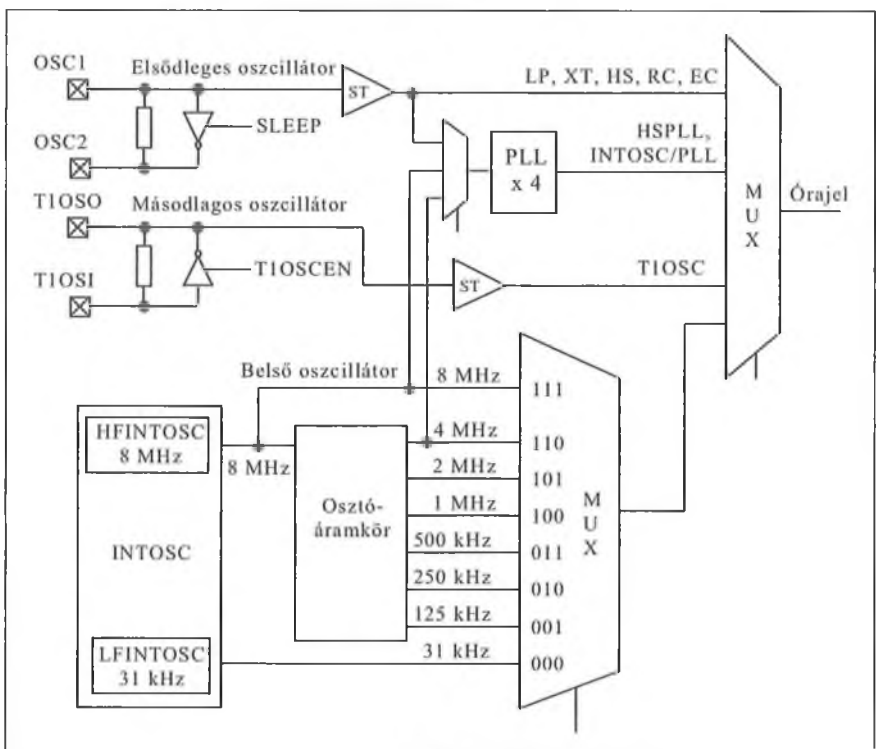 OSC1
Elsődleges oszcillátor
ST
LP, XT, HS, RC, EC
SLEEP
OSC2
HSPLL,
INTOSC/PLL
PLL
x 4
T1OSO
Másodlagos oszcillátor
M
U
X
Órajel
T1OSCEN
T1OSI
ST
T1OSC
Belső oszcillátor
8 MHz
111
HFINTOSC
8 MHz
8 MHz
4 MHz
110
2 MHz
101
Osztó-
áramkör
1 MHz
100
M
U
X
500 kHz
011
INTOSC
250 kHz
010
125 kHz
001
LFINTOSC
31 kHz
31 kHz
000